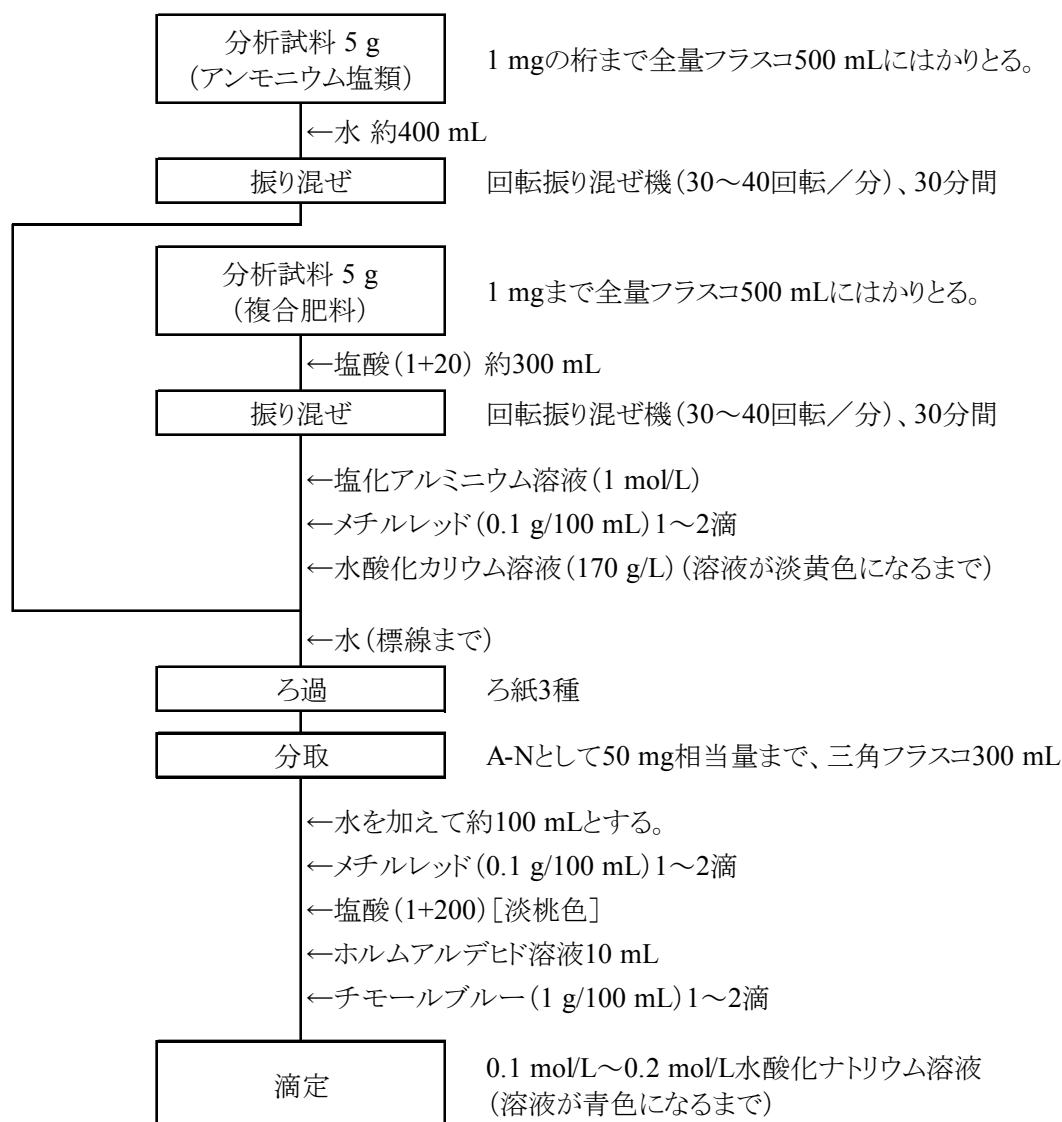 分析試料 5 g
（アンモニウム塩類）
1 mgの桁まで全量フラスコ500 mLにはかりとる。
←水 約400 mL
振り混ぜ
回転振り混ぜ機（30～40回転／分）、30分間
分析試料 5 g
（複合肥料）
1 mgまで全量フラスコ500 mLにはかりとる。
←塩酸（1+20） 約300 mL
振り混ぜ
回転振り混ぜ機（30～40回転／分）、30分間
←塩化アルミニウム溶液（1 mol/L）
←メチルレッド（0.1 g/100 mL）1～2滴
←水酸化カリウム溶液（170 g/L）（溶液が淡黄色になるまで）
←水（標線まで）
ろ過
ろ紙3種
分取
A-Nとして50 mg相当量まで、三角フラスコ300 mL
←水を加えて約100 mLとする。
←メチルレッド（0.1 g/100 mL）1～2滴
←塩酸（1+200）［淡桃色］
←ホルムアルデヒド溶液10 mL
←チモールブルー（1 g/100 mL）1～2滴
滴定
0.1 mol/L～0.2 mol/L水酸化ナトリウム溶液
（溶液が青色になるまで）